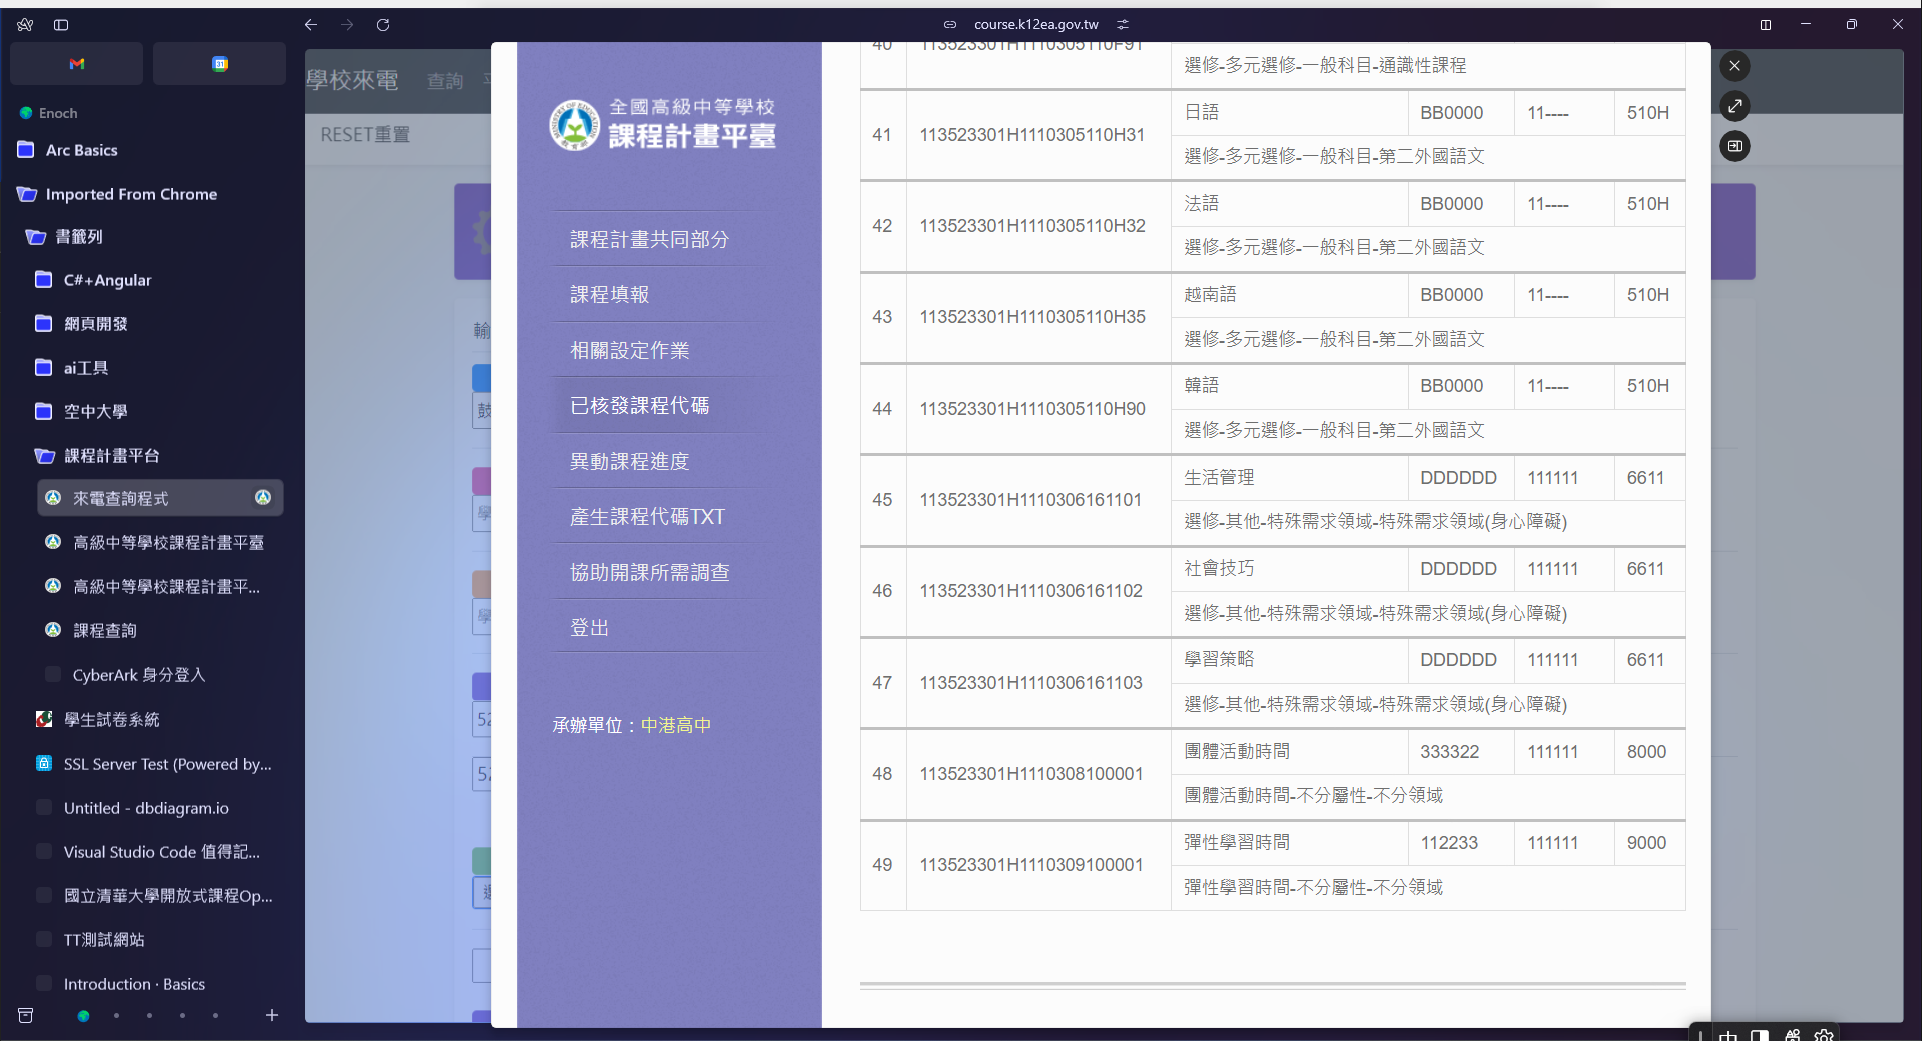 course.k12ea.gov.tw
Enoch
Arc Basics
Imported From Chrome
書籤列
C#+Angular
網頁開發
ai工具
空中大學
課程計畫平台
來電查詢程式
高級中等學校課程計畫平臺
高級中等學校課程計畫平...
課程查詢
CyberArk 身分登入
學生試卷系統
SSL Server Test (Powered by...
Untitled - dbdiagram.io
Visual Studio Code 值得記...
國立清華大學開放式課程Op...
TT測試網站
Introduction · Basics
學校來電 查詢
RESET重置
輸
鼓
學
學
52
52
選
全國高級中等學校
課程計畫平臺
課程計畫共同部分
課程填報
相關設定作業
已核發課程代碼
異動課程進度
產生課程代碼TXT
協助開課所需調查
登出
承辦單位：中港高中
40 113523301H1110305110F91
選修-多元選修-一般科目-通識性課程
41 113523301H1110305110H31 日語 BB0000 11---- 510H
選修-多元選修-一般科目-第二外國語文
42 113523301H1110305110H32 法語 BB0000 11---- 510H
選修-多元選修-一般科目-第二外國語文
43 113523301H1110305110H35 越南語 BB0000 11---- 510H
選修-多元選修-一般科目-第二外國語文
44 113523301H1110305110H90 韓語 BB0000 11---- 510H
選修-多元選修-一般科目-第二外國語文
45 113523301H1110306161101 生活管理 DDDDDD 111111 6611
選修-其他-特殊需求領域-特殊需求領域(身心障礙)
46 113523301H1110306161102 社會技巧 DDDDDD 111111 6611
選修-其他-特殊需求領域-特殊需求領域(身心障礙)
47 113523301H1110306161103 學習策略 DDDDDD 111111 6611
選修-其他-特殊需求領域-特殊需求領域(身心障礙)
48 113523301H1110308100001 團體活動時間 333322 111111 8000
團體活動時間-不分屬性-不分領域
49 113523301H1110309100001 彈性學習時間 112233 111111 9000
彈性學習時間-不分屬性-不分領域